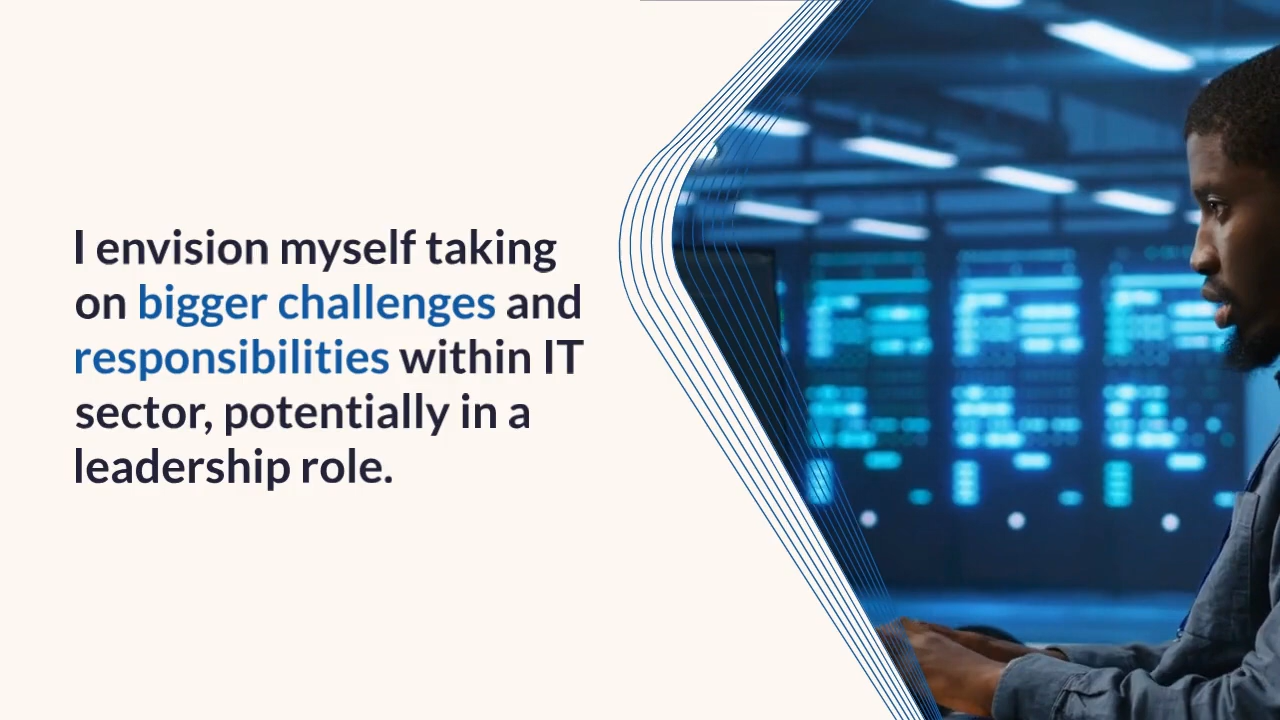 I envision myself taking
on bigger challenges and
responsibilities within IT
sector, potentially in a
leadership role.